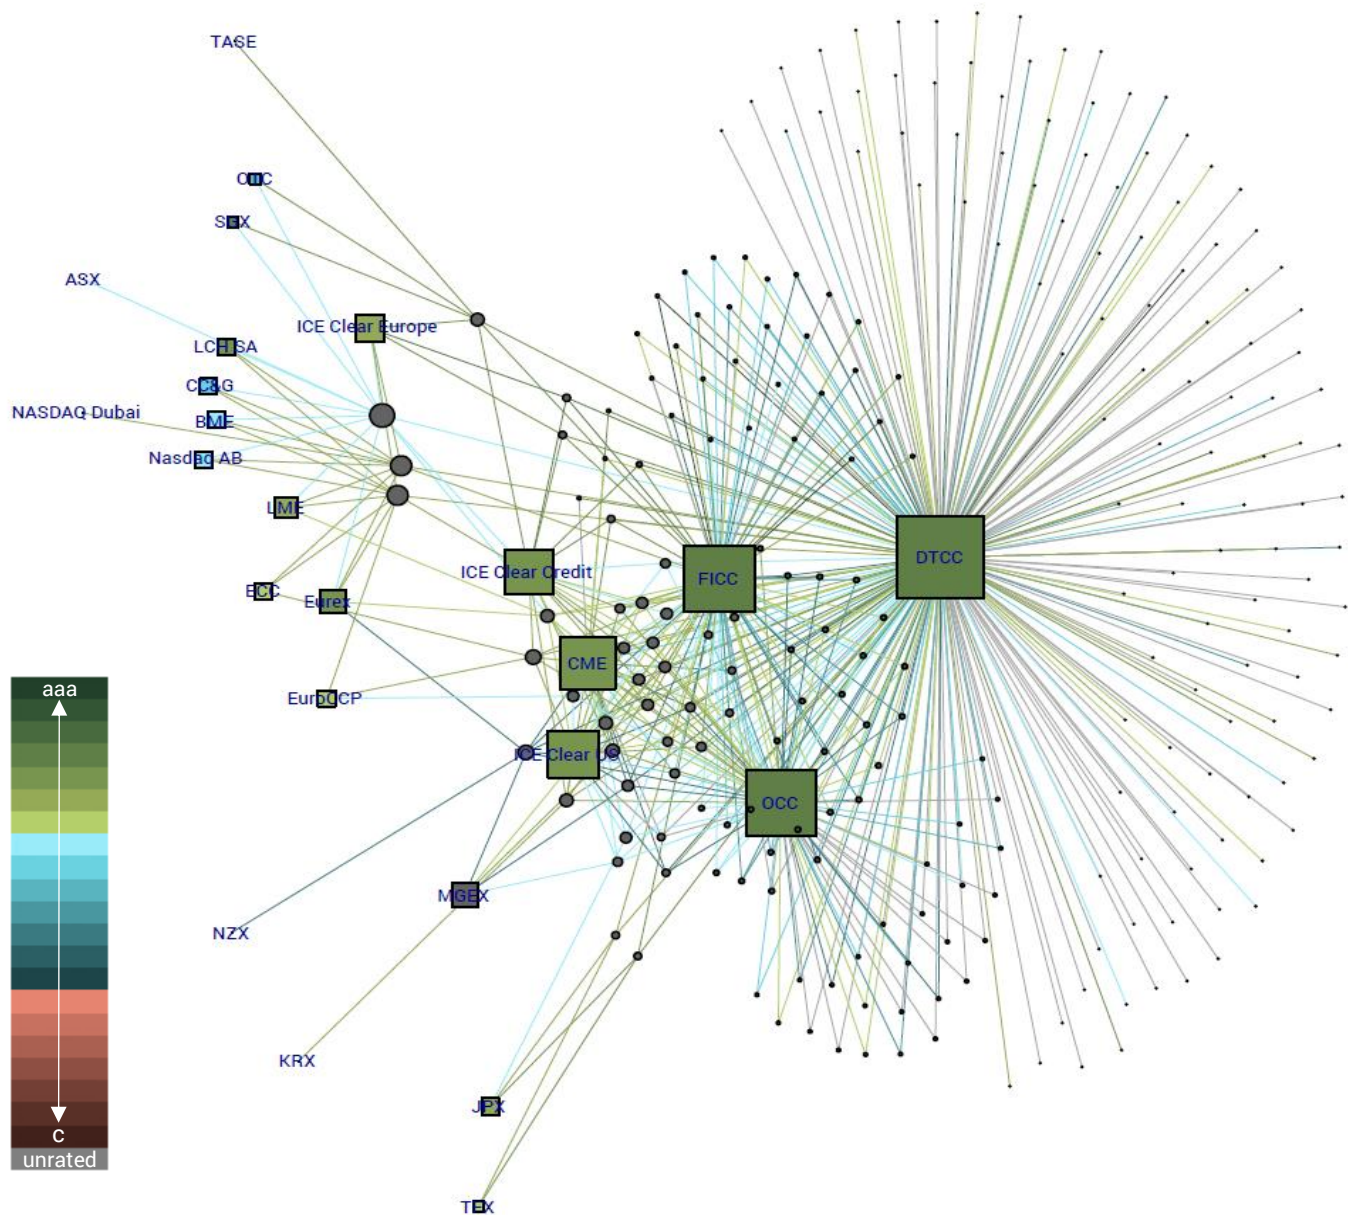 TASE
SGX
ASX
ICE Clear Europe
LCH SA
CC&G
NASDAQ Dubai
BME
Nasdaq AB
LME
DTCC
ICE Clear Credit
FICC
ECC
Eurex
CME
aaa
EuroCCP
ICE Clear US
OCC
MGEX
NZX
KRX
JPX
c
unrated
TFX